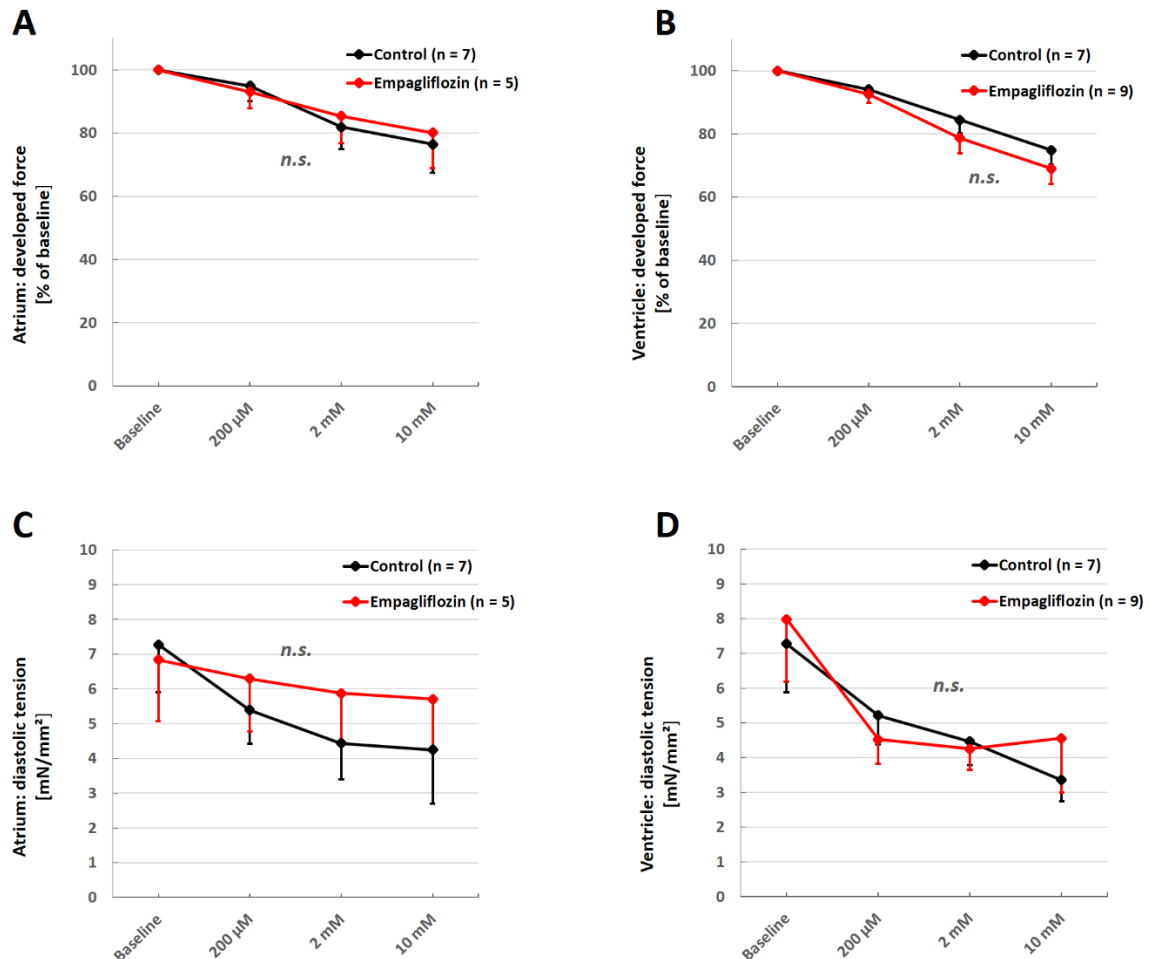 A
Control (n = 7)
Empagliflozin (n = 5)
100
80
60
40
20
0
n.s.
Atrium: developed force
[% of baseline]
Baseline
200 µM
2 mM
10 mM
B
Control (n = 7)
Empagliflozin (n = 9)
100
80
60
40
20
0
n.s.
Ventricle: developed force
[% of baseline]
Baseline
200 µM
2 mM
10 mM
C
Control (n = 7)
Empagliflozin (n = 5)
10
9
8
7
6
5
4
3
2
1
0
n.s.
Atrium: diastolic tension
[mN/mm²]
Baseline
200 µM
2 mM
10 mM
D
Control (n = 7)
Empagliflozin (n = 9)
10
9
8
7
6
5
4
3
2
1
0
n.s.
Ventricle: diastolic tension
[mN/mm²]
Baseline
200 µM
2 mM
10 mM